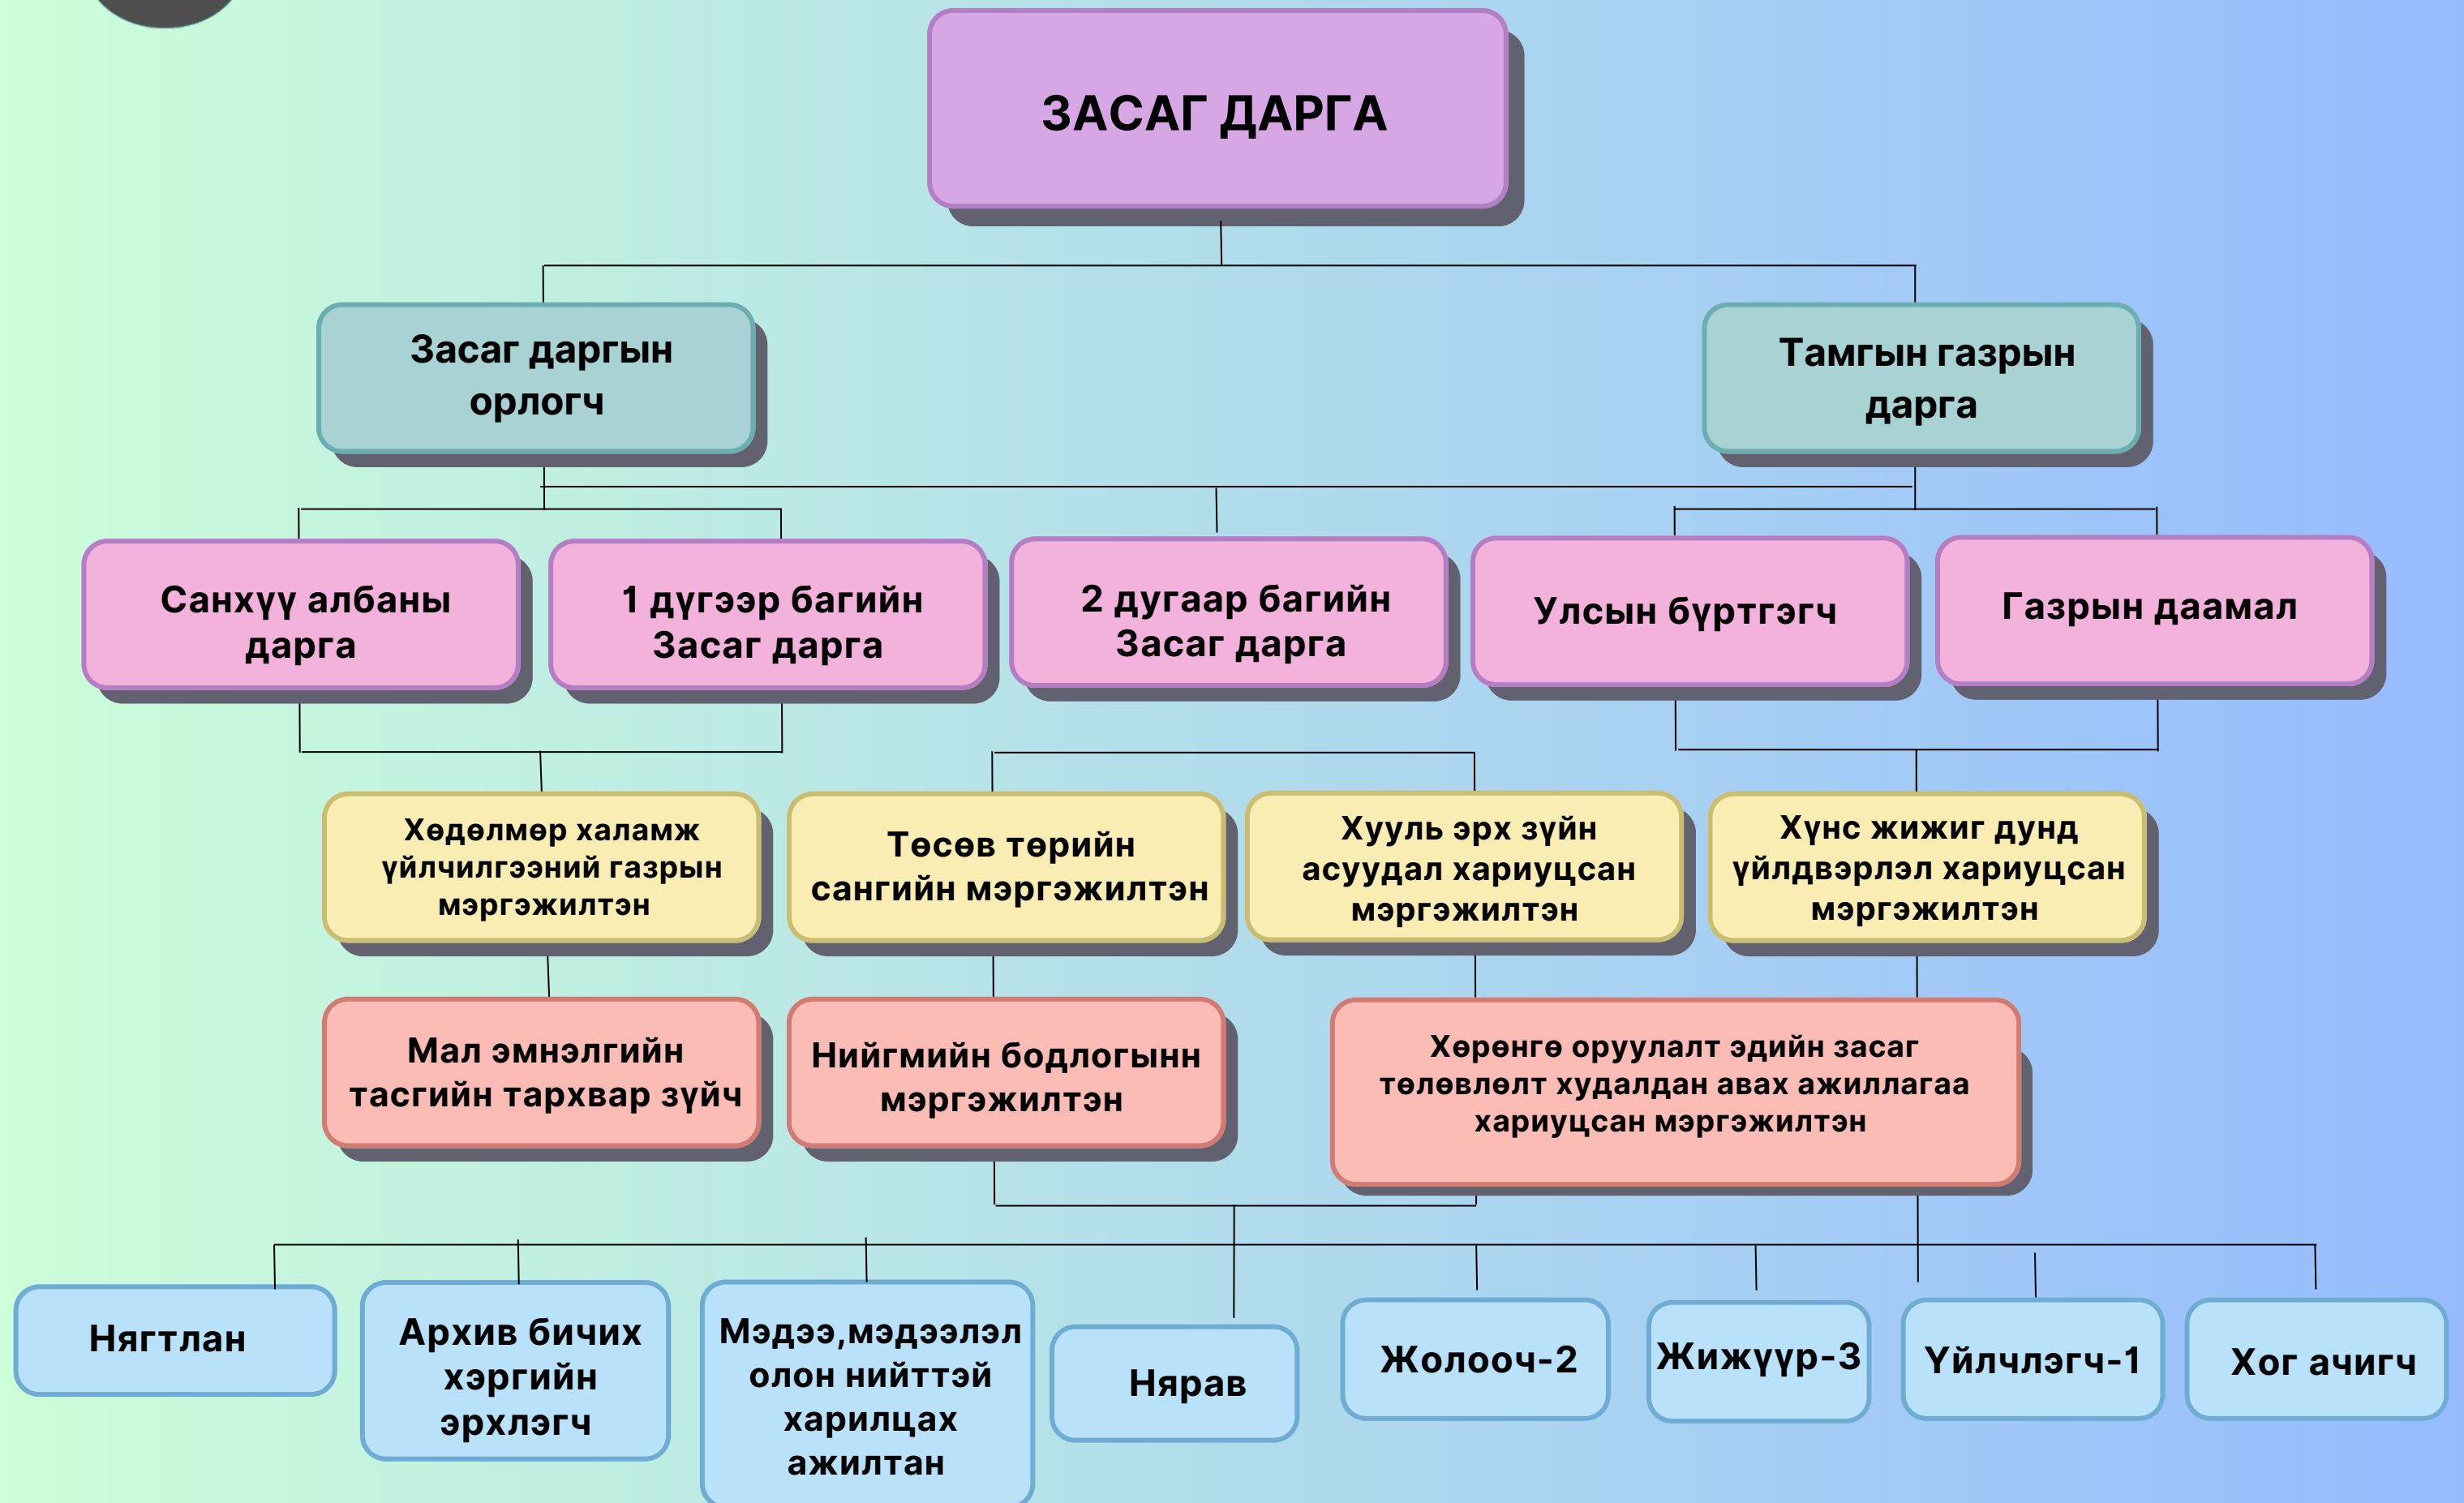 ЗАСАГ ДАРГА
Засаг даргын
орлогч
Тамгын газрын
дарга
Санхүү албаны
дарга
1 дүгээр багийн
Засаг дарга
2 дугаар багийн
Засаг дарга
Улсын бүртгэгч
Газрын даамал
Хөдөлмөр халамж
үйлчилгээний газрын
мэргэжилтэн
Төсөв төрийн
сангийн мэргэжилтэн
Хууль эрх зүйн
асуудал хариуцсан
мэргэжилтэн
Хүнс жижиг дунд
үйлдвэрлэл хариуцсан
мэргэжилтэн
Мал эмнэлгийн
тасгийн тархвар зүйч
Нийгмийн бодлогынн
мэргэжилтэн
Хөрөнгө оруулалт эдийн засаг
төлөвлөлт худалдан авах ажиллагаа
хариуцсан мэргэжилтэн
Нягтлан
Архив бичих
хэргийн
эрхлэгч
Мэдээ,мэдээлэл
олон нийттэй
харилцах
ажилтан
Нярав
Жолооч-2
Жижүүр-3
Үйлчлэгч-1
Хог ачигч